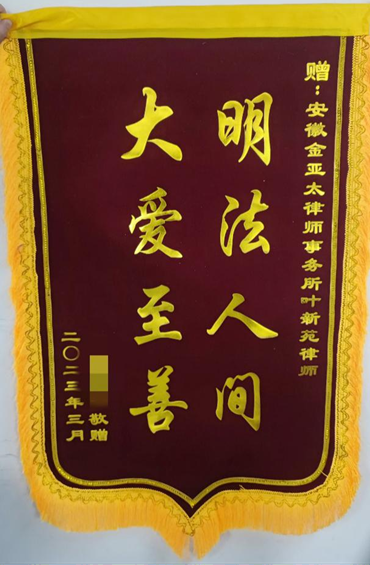 赠：安徽金亚太律师事务所叶新苑律师
明法人间
大爱至善
敬赠
二〇二三年三月